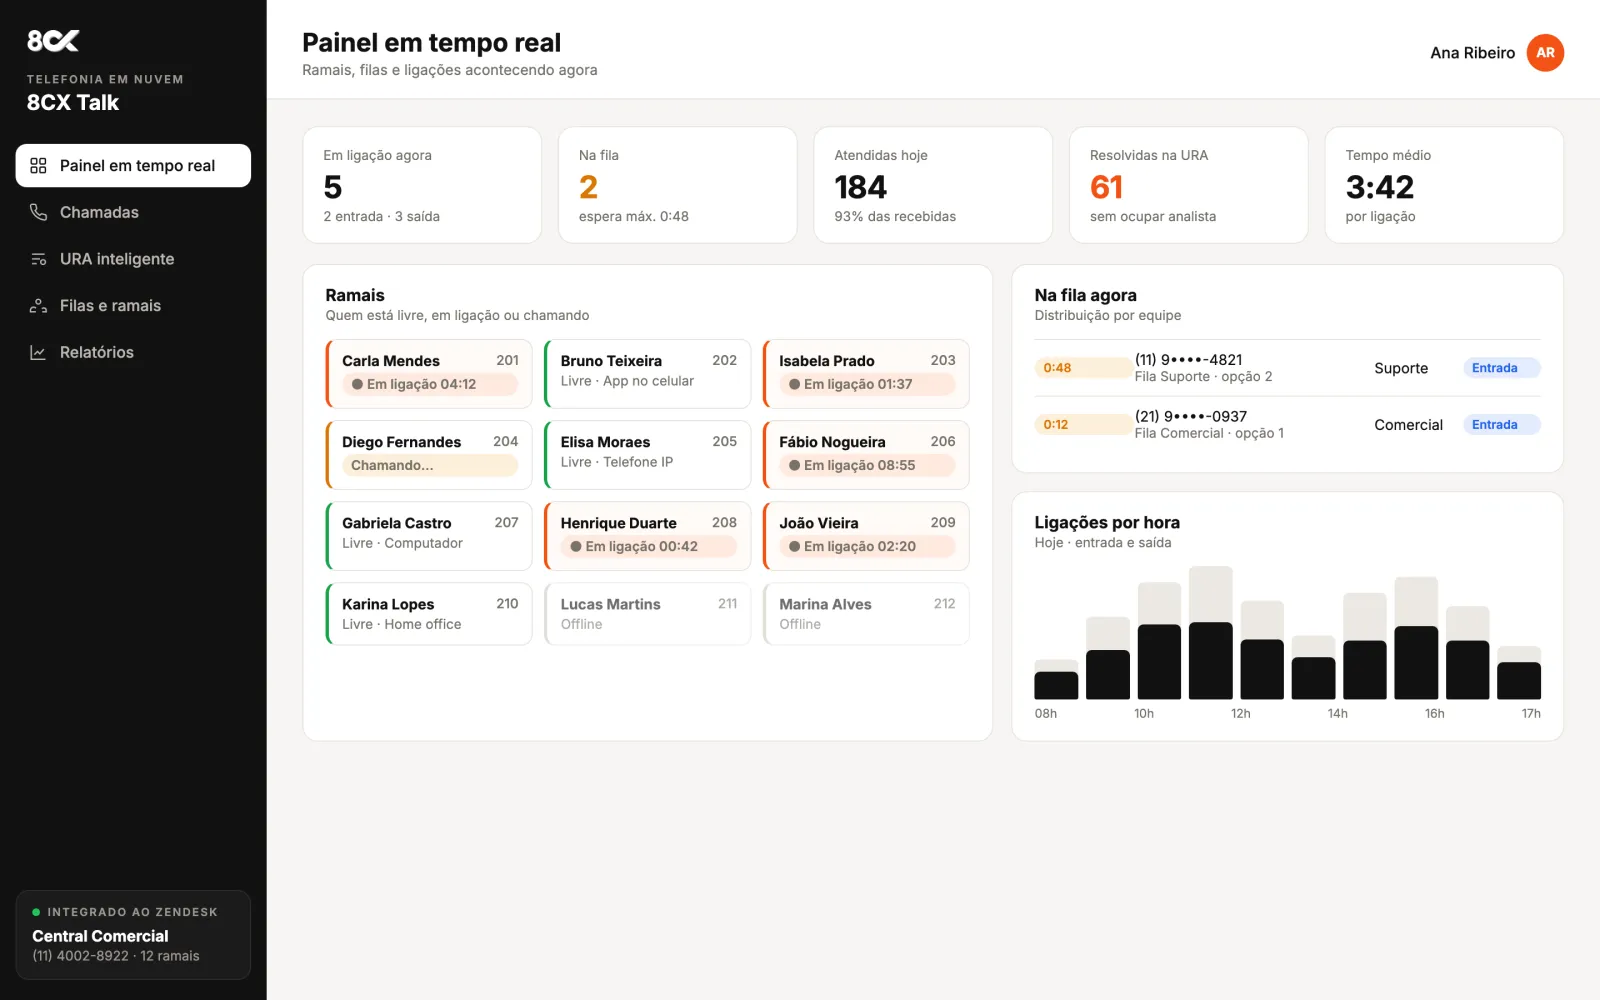 8CX
TELEFONIA EM NUVEM
8CX Talk
Painel em tempo real
Chamadas
URA inteligente
Filas e ramais
Relatórios
INTEGRADO AO ZENDESK
Central Comercial
(11) 4002-8922 · 12 ramais
Painel em tempo real
Ramais, filas e ligações acontecendo agora
Ana Ribeiro AR
Em ligação agora
5
2 entrada · 3 saída
Na fila
2
espera máx. 0:48
Atendidas hoje
184
93% das recebidas
Resolvidas na URA
61
sem ocupar analista
Tempo médio
3:42
por ligação
Ramais
Quem está livre, em ligação ou chamando
Carla Mendes 201
Em ligação 04:12
Bruno Teixeira 202
Livre · App no celular
Isabela Prado 203
Em ligação 01:37
Diego Fernandes 204
Chamando...
Elisa Moraes 205
Livre · Telefone IP
Fábio Nogueira 206
Em ligação 08:55
Gabriela Castro 207
Livre · Computador
Henrique Duarte 208
Em ligação 00:42
João Vieira 209
Em ligação 02:20
Karina Lopes 210
Livre · Home office
Lucas Martins 211
Offline
Marina Alves 212
Offline
Na fila agora
Distribuição por equipe
0:48 (11) 9••••-4821 Suporte Entrada
Fila Suporte · opção 2
0:12 (21) 9••••-0937 Comercial Entrada
Fila Comercial · opção 1
Ligações por hora
Hoje · entrada e saída
08h 10h 12h 14h 16h 17h